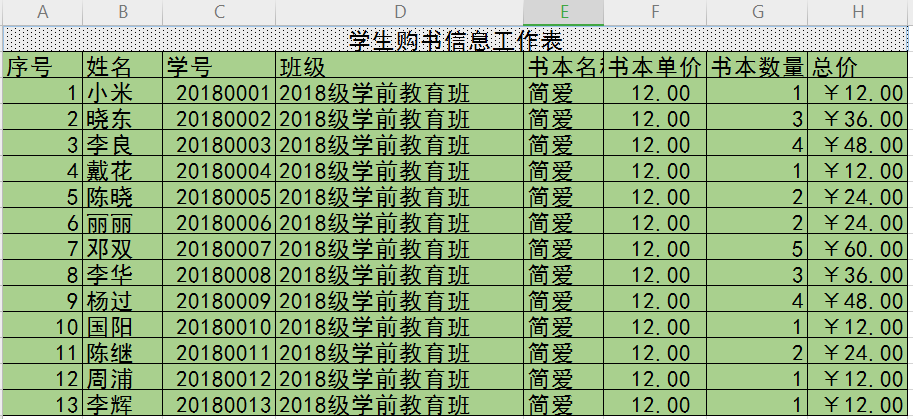 A B C D E F G H
学生购书信息工作表
序号 姓名 学号 班级 书本名 书本单价 书本数量 总价
1 小米 20180001 2018级学前教育班 简爱 12.00 1 ￥12.00
2 晓东 20180002 2018级学前教育班 简爱 12.00 3 ￥36.00
3 李良 20180003 2018级学前教育班 简爱 12.00 4 ￥48.00
4 戴花 20180004 2018级学前教育班 简爱 12.00 1 ￥12.00
5 陈晓 20180005 2018级学前教育班 简爱 12.00 2 ￥24.00
6 丽丽 20180006 2018级学前教育班 简爱 12.00 2 ￥24.00
7 邓双 20180007 2018级学前教育班 简爱 12.00 5 ￥60.00
8 李华 20180008 2018级学前教育班 简爱 12.00 3 ￥36.00
9 杨过 20180009 2018级学前教育班 简爱 12.00 4 ￥48.00
10 国阳 20180010 2018级学前教育班 简爱 12.00 1 ￥12.00
11 陈继 20180011 2018级学前教育班 简爱 12.00 2 ￥24.00
12 周浦 20180012 2018级学前教育班 简爱 12.00 1 ￥12.00
13 李辉 20180013 2018级学前教育班 简爱 12.00 1 ￥12.00